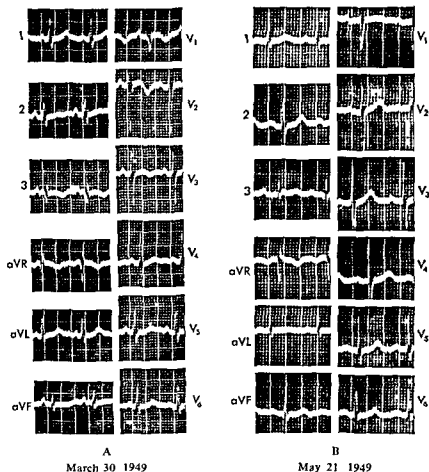 1 V1
2 V2
3 V3
aVR V4
aVL V5
aVF V6
A
March 30 1949
1 V1
2 V2
3 V3
aVR V4
aVL V5
aVF V6
B
May 21 1949